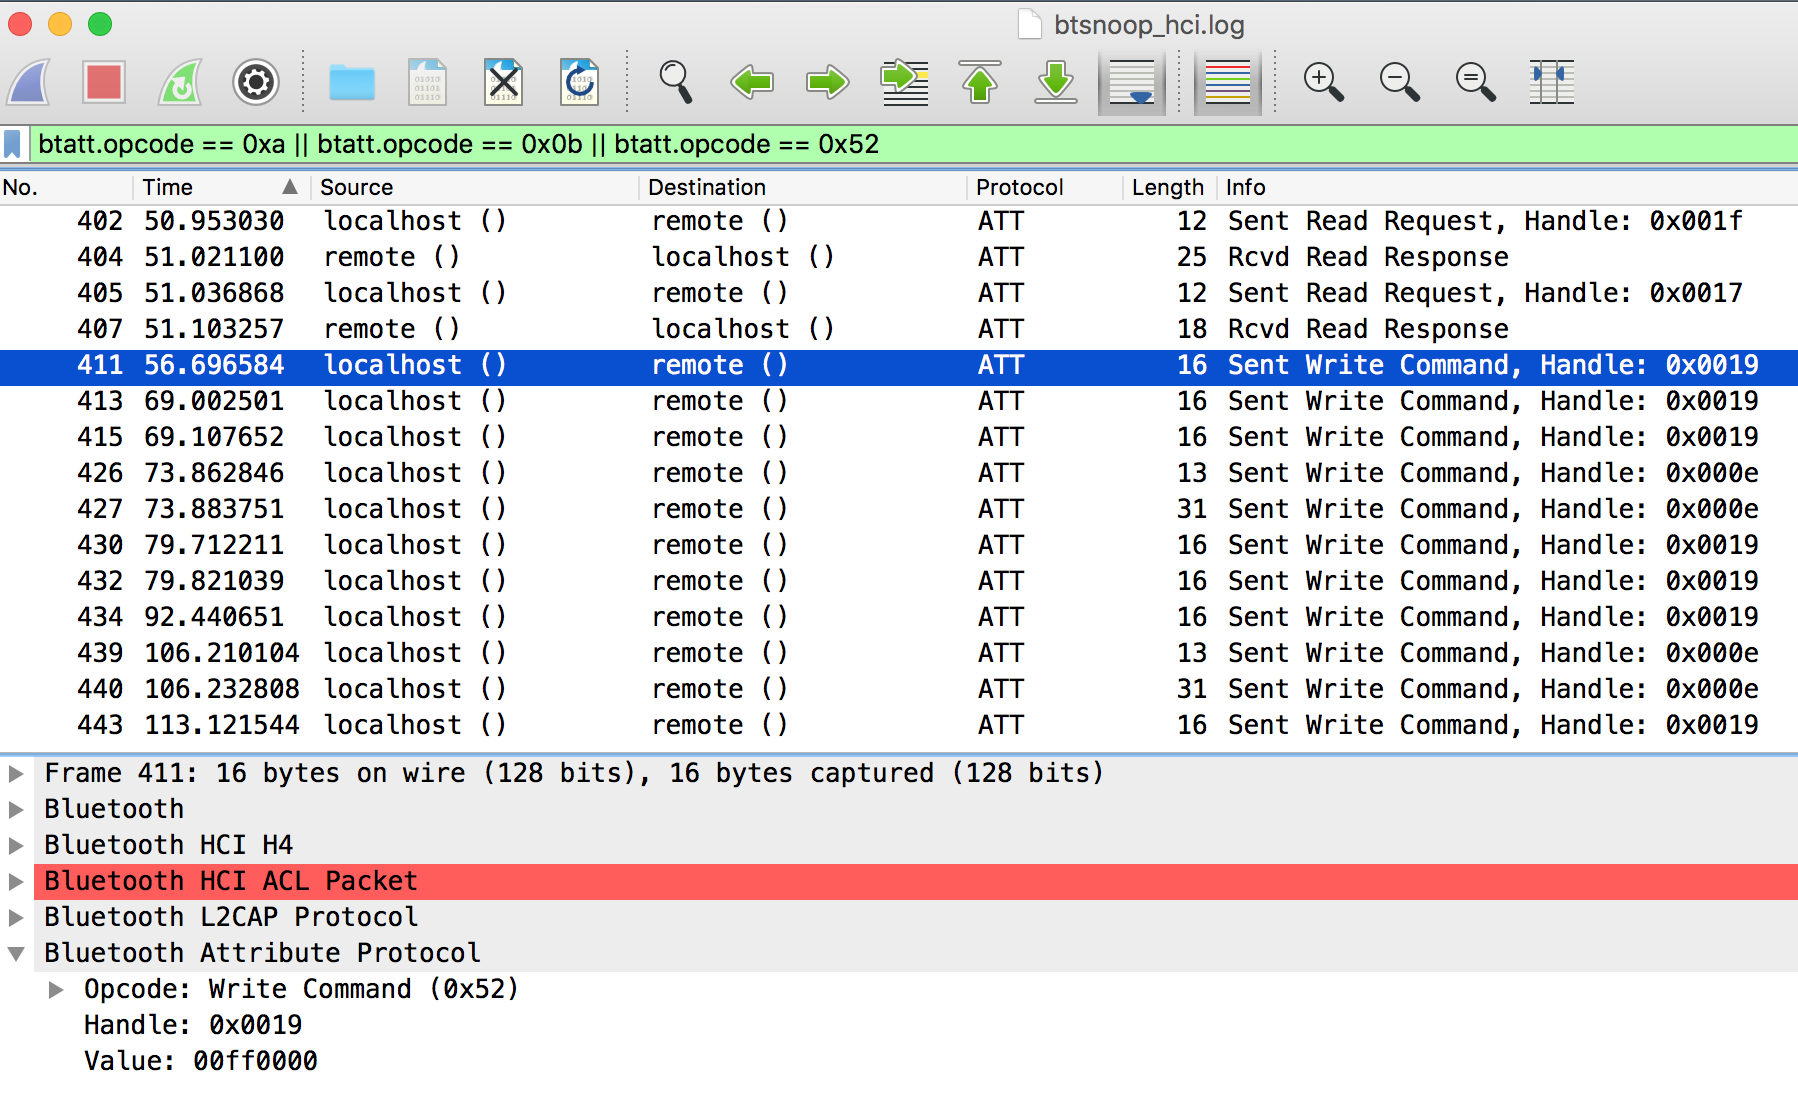 btsnoop_hci.log
btatt.opcode == 0xa || btatt.opcode == 0x0b || btatt.opcode == 0x52
No. Time Source Destination Protocol Length Info
402 50.953030 localhost () remote () ATT 12 Sent Read Request, Handle: 0x001f
404 51.021100 remote () localhost () ATT 25 Rcvd Read Response
405 51.036868 localhost () remote () ATT 12 Sent Read Request, Handle: 0x0017
407 51.103257 remote () localhost () ATT 18 Rcvd Read Response
411 56.696584 localhost () remote () ATT 16 Sent Write Command, Handle: 0x0019
413 69.002501 localhost () remote () ATT 16 Sent Write Command, Handle: 0x0019
415 69.107652 localhost () remote () ATT 16 Sent Write Command, Handle: 0x0019
426 73.862846 localhost () remote () ATT 13 Sent Write Command, Handle: 0x000e
427 73.883751 localhost () remote () ATT 31 Sent Write Command, Handle: 0x000e
430 79.712211 localhost () remote () ATT 16 Sent Write Command, Handle: 0x0019
432 79.821039 localhost () remote () ATT 16 Sent Write Command, Handle: 0x0019
434 92.440651 localhost () remote () ATT 16 Sent Write Command, Handle: 0x0019
439 106.210104 localhost () remote () ATT 13 Sent Write Command, Handle: 0x000e
440 106.232808 localhost () remote () ATT 31 Sent Write Command, Handle: 0x000e
443 113.121544 localhost () remote () ATT 16 Sent Write Command, Handle: 0x0019
Frame 411: 16 bytes on wire (128 bits), 16 bytes captured (128 bits)
Bluetooth
Bluetooth HCI H4
Bluetooth HCI ACL Packet
Bluetooth L2CAP Protocol
Bluetooth Attribute Protocol
Opcode: Write Command (0x52)
Handle: 0x0019
Value: 00ff0000